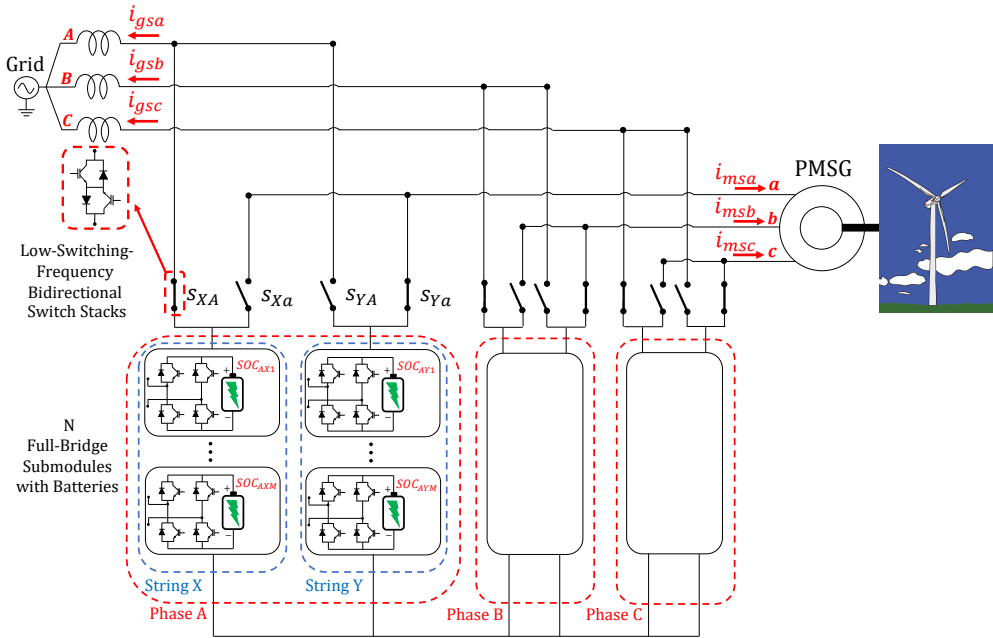 i_gsa
A
Grid
i_gsb
B
i_gsc
C
PMSG
i_msa
a
i_msb
b
i_msc
c
Low-Switching-
Frequency
Bidirectional
Switch Stacks
S_XA
S_Xa
S_YA
S_Ya
SOC_AX1
SOC_AY1
+
+
−
−
N
Full-Bridge
Submodules
with Batteries
SOC_AXM
SOC_AYM
+
+
−
−
String X
String Y
Phase A
Phase B
Phase C